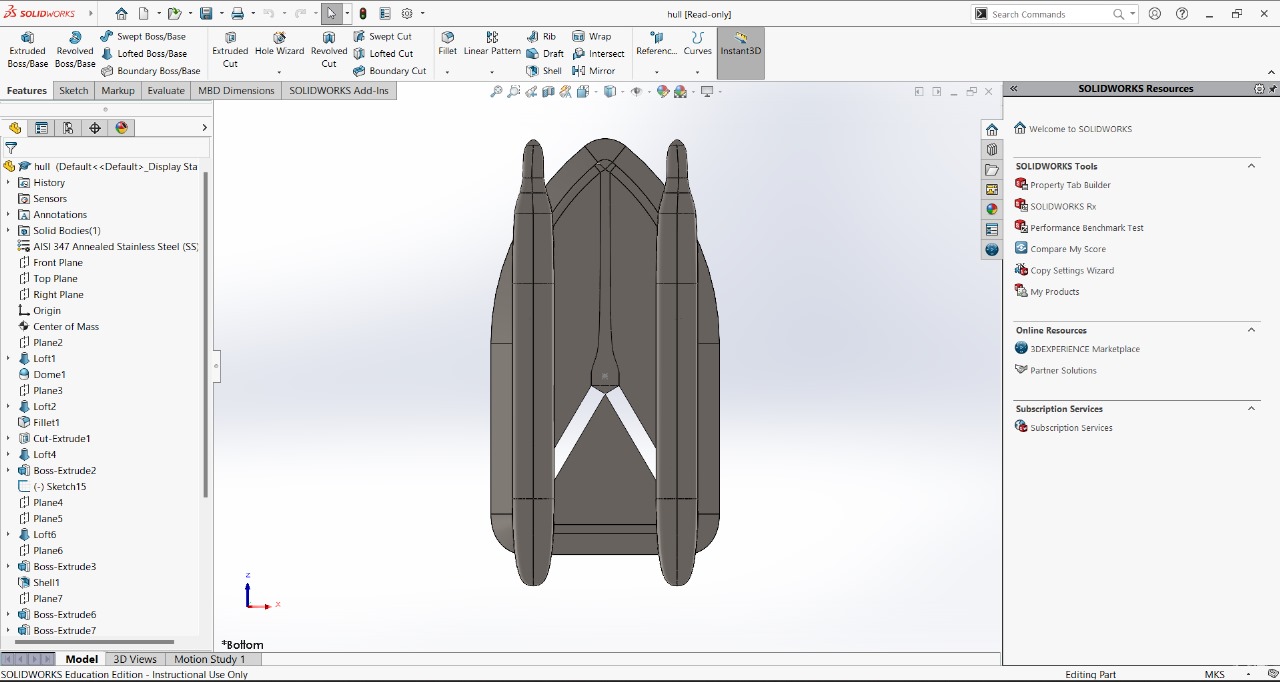 SOLIDWORKS
hull [Read-only]
Search Commands
Extruded Boss/Base
Revolved Boss/Base
Swept Boss/Base
Lofted Boss/Base
Boundary Boss/Base
Extruded Cut
Hole Wizard
Revolved Cut
Swept Cut
Lofted Cut
Boundary Cut
Fillet
Linear Pattern
Rib
Draft
Shell
Wrap
Intersect
Mirror
Referenc...
Curves
Instant3D
Features
Sketch
Markup
Evaluate
MBD Dimensions
SOLIDWORKS Add-Ins
hull (Default<<Default>_Display Sta
History
Sensors
Annotations
Solid Bodies(1)
AISI 347 Annealed Stainless Steel (SS)
Front Plane
Top Plane
Right Plane
Origin
Center of Mass
Plane2
Loft1
Dome1
Plane3
Loft2
Fillet1
Cut-Extrude1
Loft4
Boss-Extrude2
(-) Sketch15
Plane4
Plane5
Loft6
Plane6
Boss-Extrude3
Shell1
Plane7
Boss-Extrude6
Boss-Extrude7
z
x
*Bottom
SOLIDWORKS Resources
Welcome to SOLIDWORKS
SOLIDWORKS Tools
Property Tab Builder
SOLIDWORKS Rx
Performance Benchmark Test
Compare My Score
Copy Settings Wizard
My Products
Online Resources
3DEXPERIENCE Marketplace
Partner Solutions
Subscription Services
Subscription Services
Model
3D Views
Motion Study 1
SOLIDWORKS Education Edition - Instructional Use Only
Editing Part
MKS